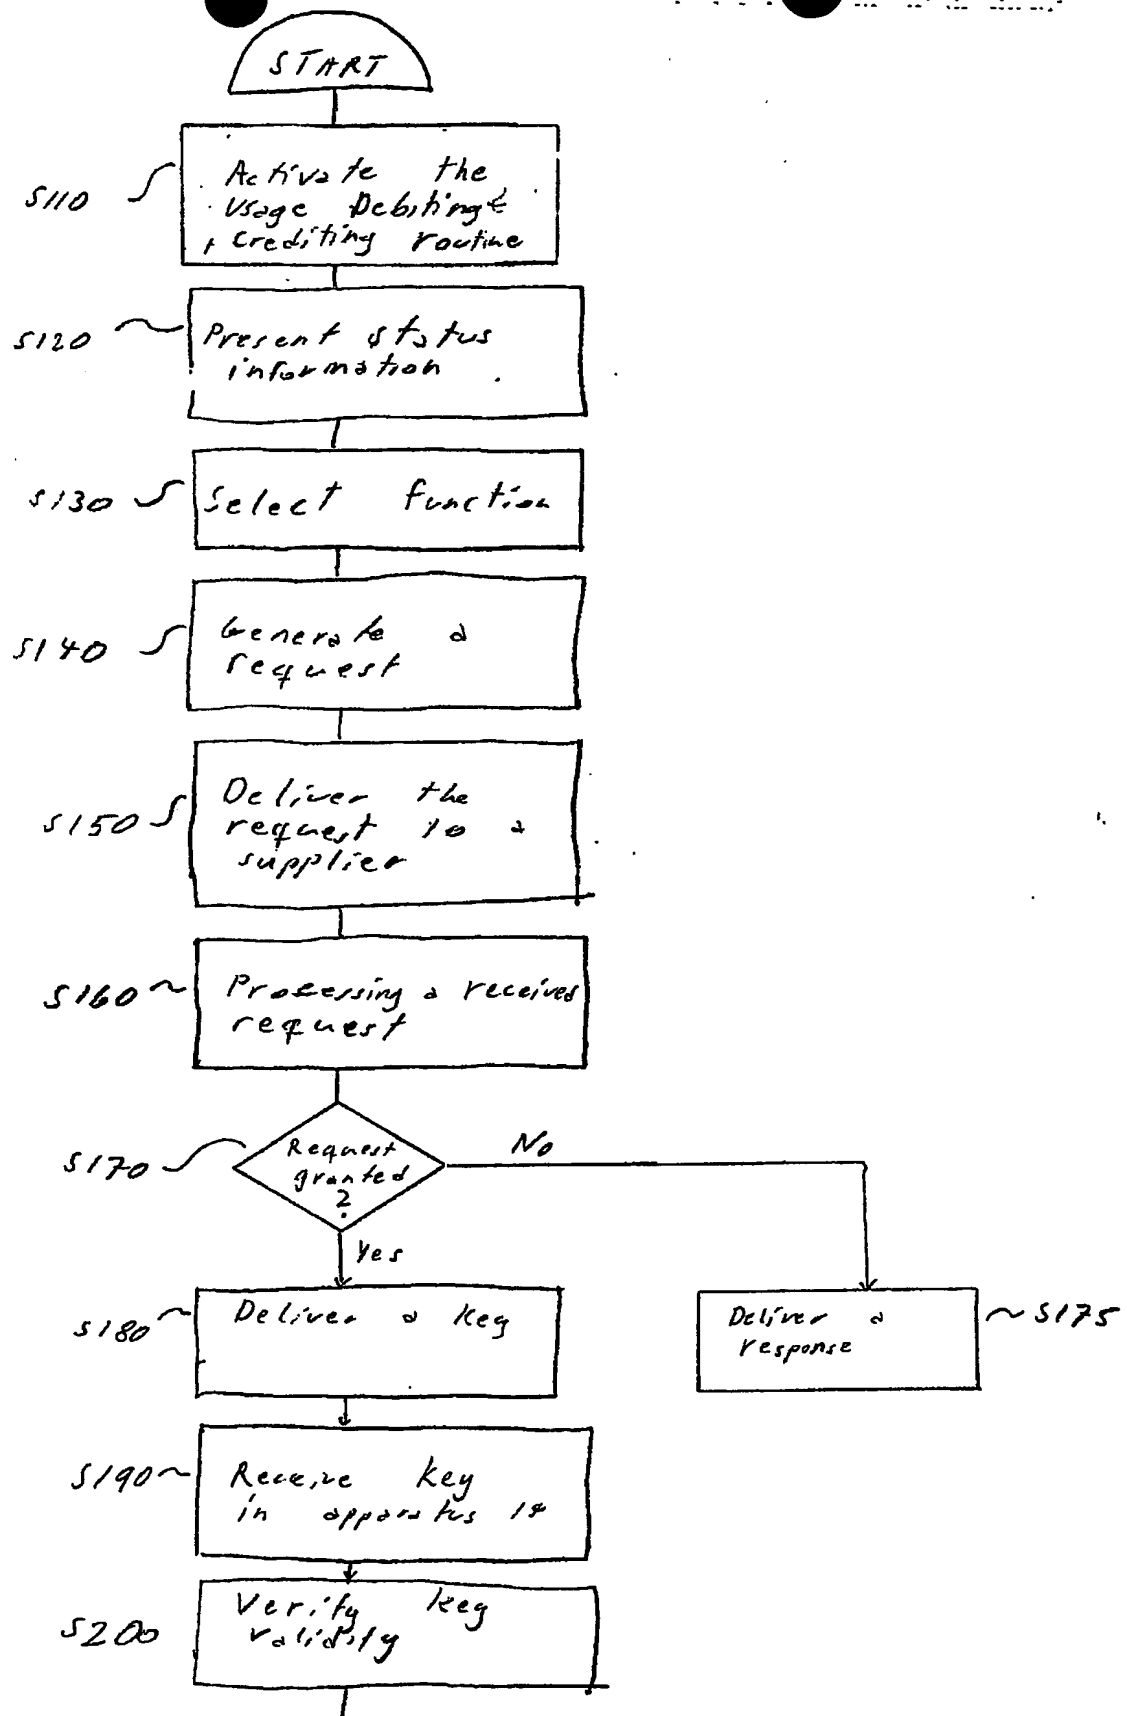 START
S110
Activate the
Usage Debiting &
Crediting routine
S120
Present status
information
S130
Select function
S140
Generate a
request
S150
Deliver the
request to a
supplier
S160
Processing a received
request
S170
Request
granted
?
No
Yes
S180
Deliver a key
Deliver a
response
S175
S190
Receive key
in apparatus 14
S200
Verify key
validity